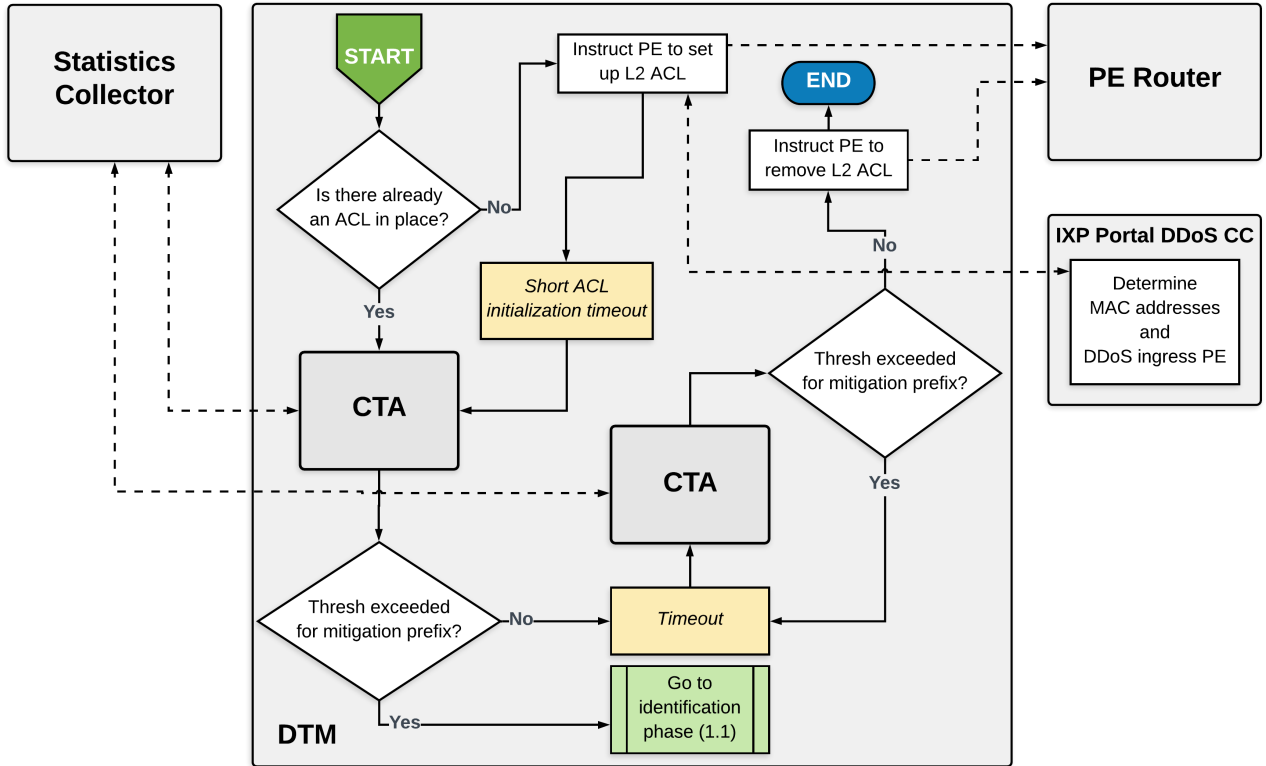 Statistics
Collector
START
Instruct PE to set
up L2 ACL
END
PE Router
Instruct PE to
remove L2 ACL
Is there already
an ACL in place?
No
No
IXP Portal DDoS CC
Determine
MAC addresses
and
DDoS ingress PE
Short ACL
initialization timeout
Yes
Thresh exceeded
for mitigation prefix?
CTA
CTA
Yes
Thresh exceeded
for mitigation prefix?
No
Timeout
Go to
identification
phase (1.1)
Yes
DTM